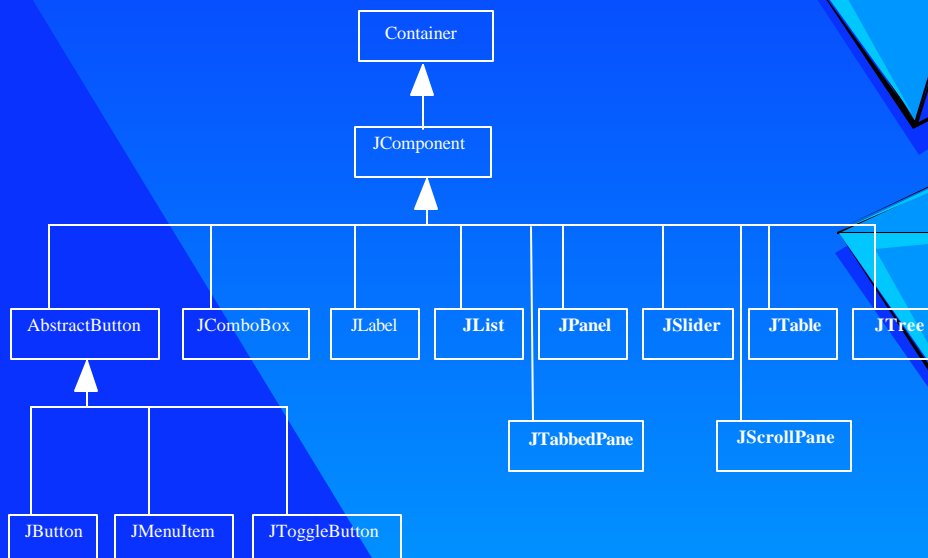 Container
JComponent
AbstractButton
JComboBox
JLabel
JList
JPanel
JSlider
JTable
JTree
JTabbedPane
JScrollPane
JButton
JMenuItem
JToggleButton